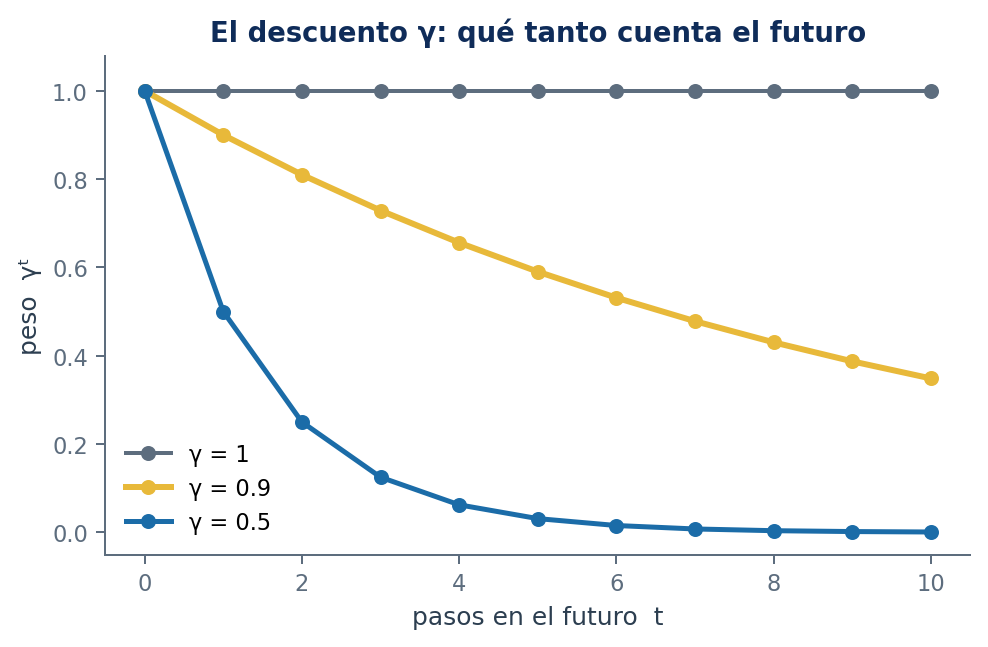 El descuento γ: qué tanto cuenta el futuro
peso γᵗ
1.0
0.8
0.6
0.4
0.2
0.0
γ = 1
γ = 0.9
γ = 0.5
0 2 4 6 8 10
pasos en el futuro t